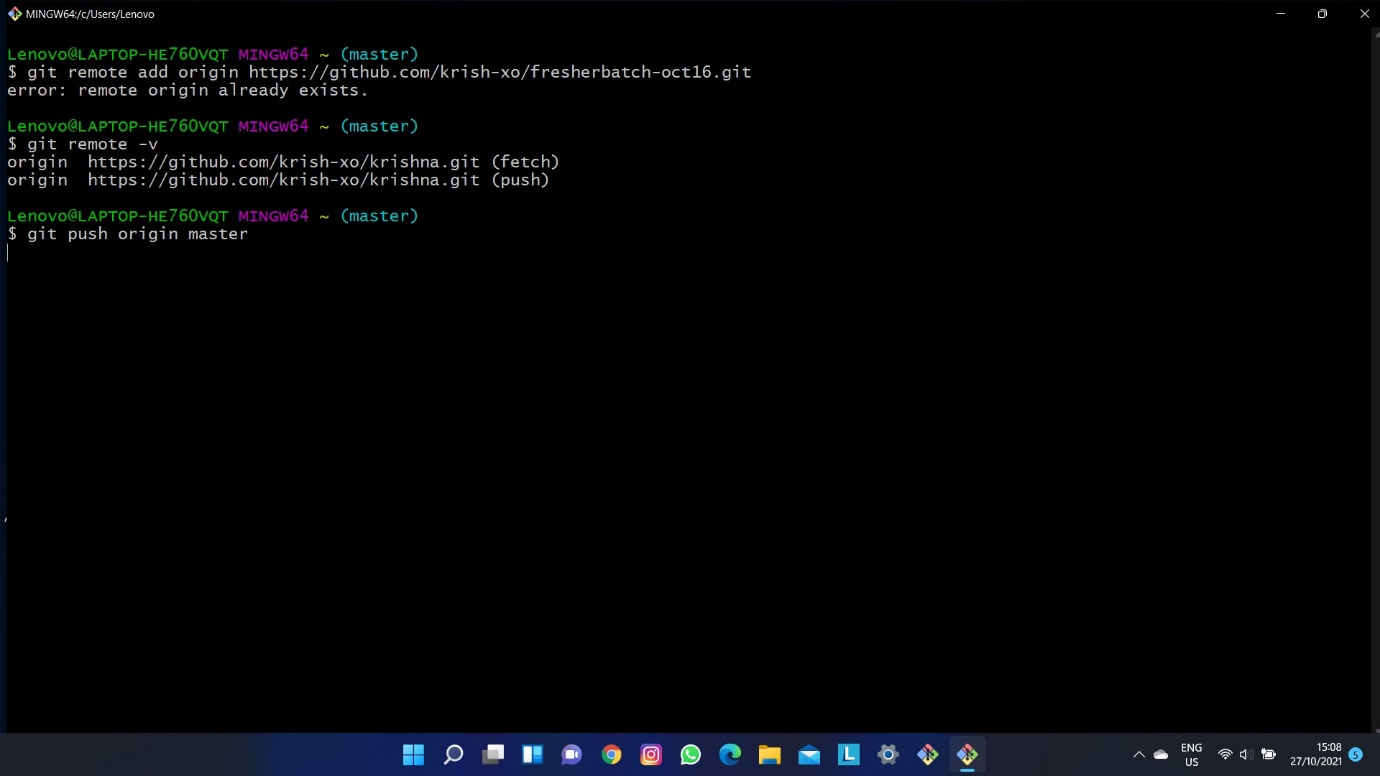 MINGW64:/c/Users/Lenovo
Lenovo@LAPTOP-HE760VQT MINGW64 ~ (master)
$ git remote add origin https://github.com/krish-xo/fresherbatch-oct16.git
error: remote origin already exists.
Lenovo@LAPTOP-HE760VQT MINGW64 ~ (master)
$ git remote -v
origin  https://github.com/krish-xo/krishna.git (fetch)
origin  https://github.com/krish-xo/krishna.git (push)
Lenovo@LAPTOP-HE760VQT MINGW64 ~ (master)
$ git push origin master
L
ENG
US
15:08
27/10/2021
5